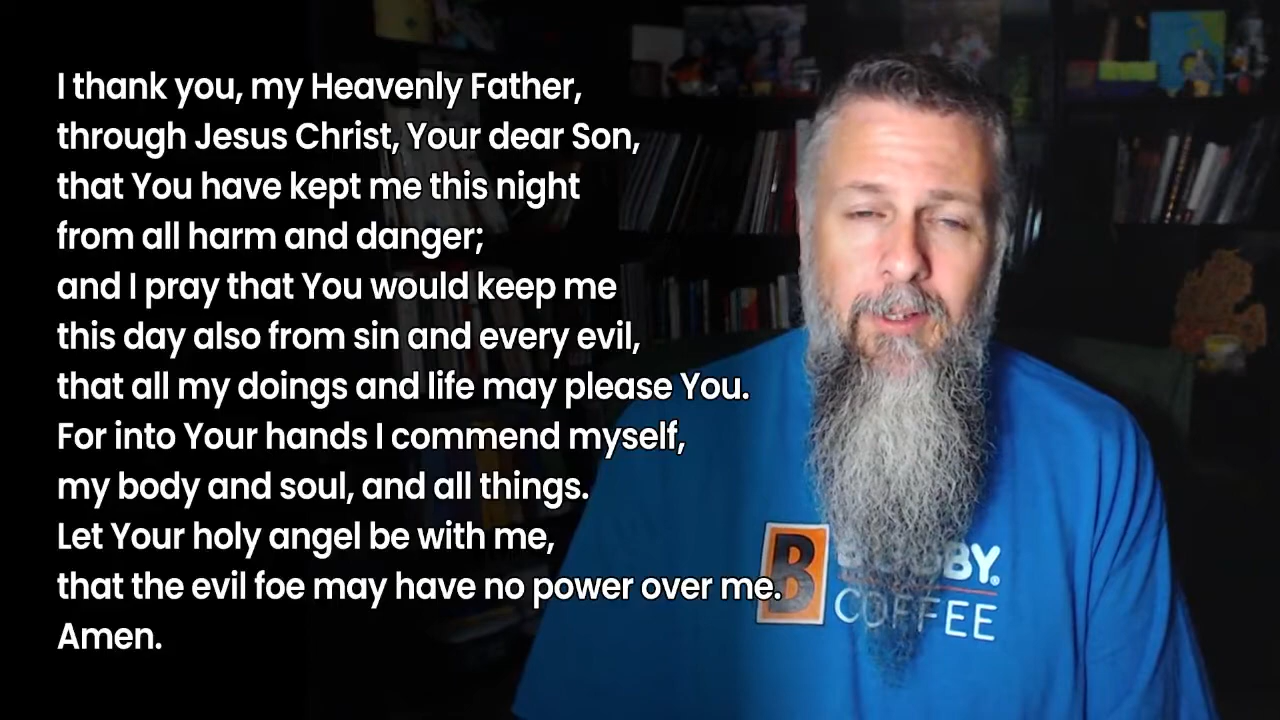 I thank you, my Heavenly Father,
through Jesus Christ, Your dear Son,
that You have kept me this night
from all harm and danger;
and I pray that You would keep me
this day also from sin and every evil,
that all my doings and life may please You.
For into Your hands I commend myself,
my body and soul, and all things.
Let Your holy angel be with me,
that the evil foe may have no power over me.
Amen.
B
COFFEE